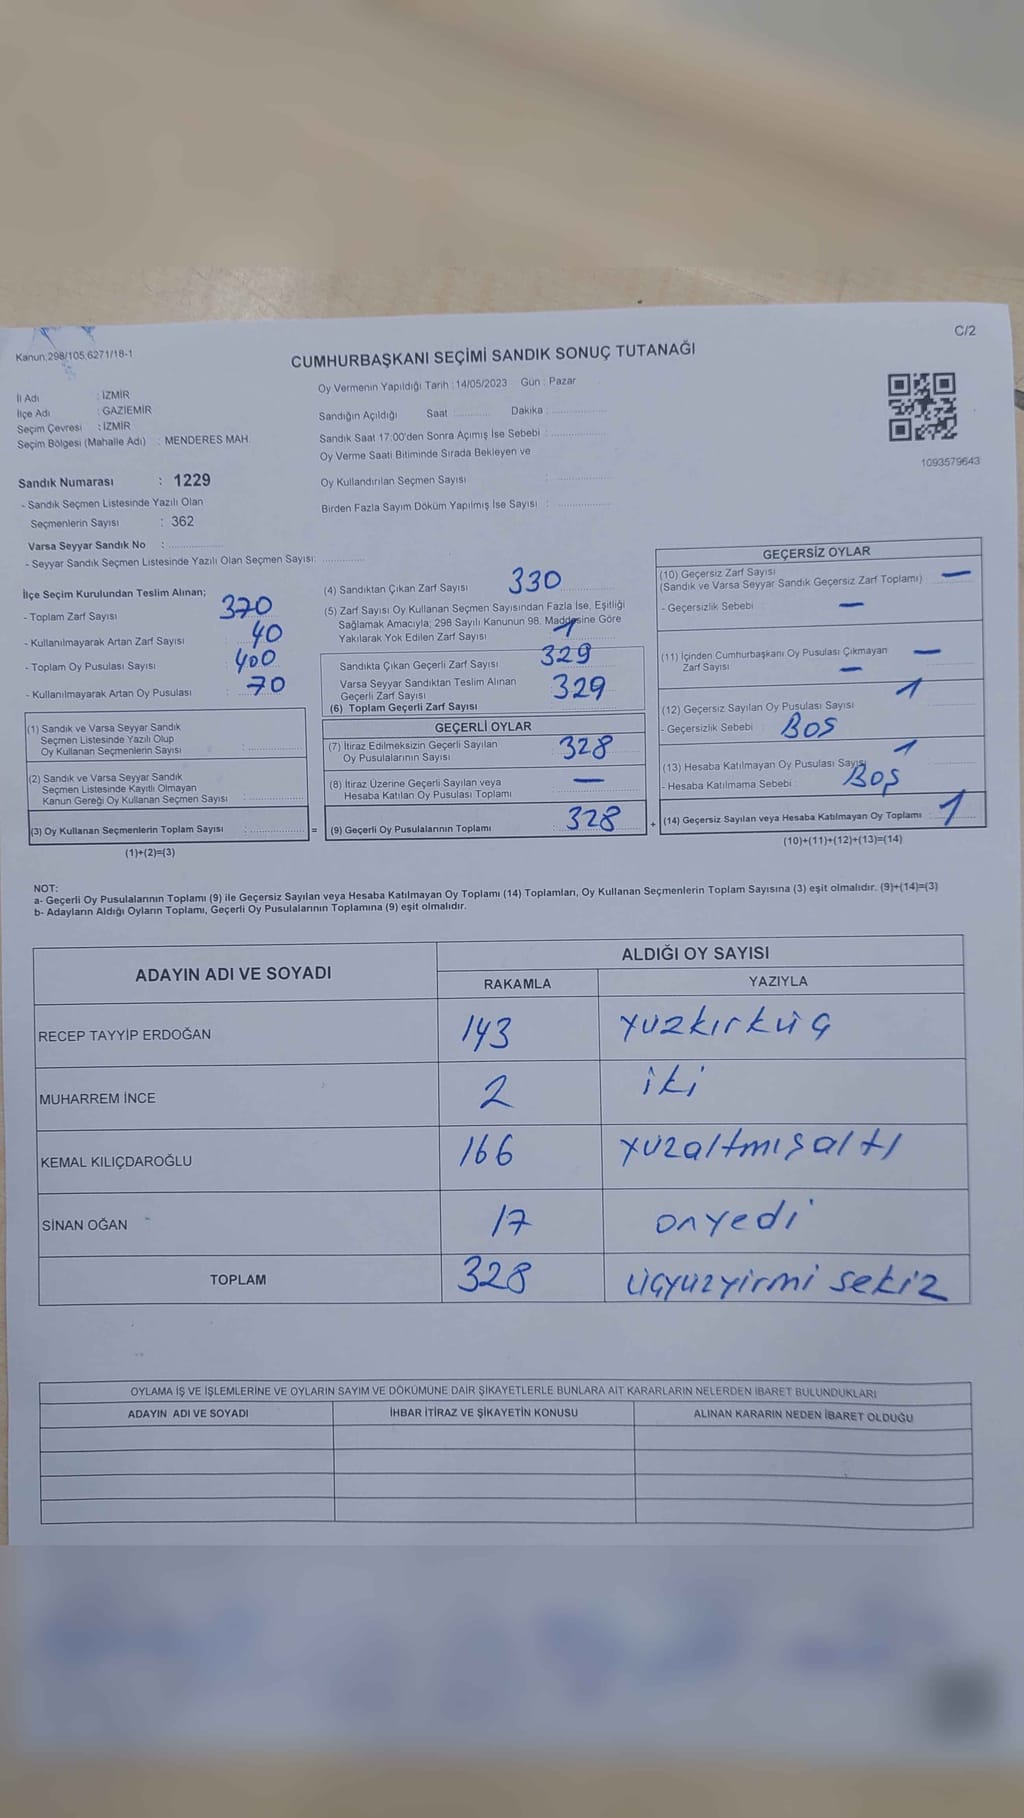 C/2
Kanun:298/105,6271/18-1
CUMHURBAŞKANI SEÇİMİ SANDIK SONUÇ TUTANAĞI
İl Adı : İZMİR
İlçe Adı : GAZİEMİR
Seçim Çevresi : İZMİR
Seçim Bölgesi (Mahalle Adı) : MENDERES MAH.
Oy Vermenin Yapıldığı Tarih : 14/05/2023 Gün : Pazar
Sandığın Açıldığı Saat Dakika :
Sandık Saat 17:00'den Sonra Açımış İse Sebebi :
Oy Verme Saati Bitiminde Sırada Bekleyen ve
Oy Kullandırılan Seçmen Sayısı :
Birden Fazla Sayım Döküm Yapılmış İse Sayısı :
1093579643
Sandık Numarası : 1229
- Sandık Seçmen Listesinde Yazılı Olan
Seçmenlerin Sayısı : 362
Varsa Seyyar Sandık No :
- Seyyar Sandık Seçmen Listesinde Yazılı Olan Seçmen Sayısı:
İlçe Seçim Kurulundan Teslim Alınan;
- Toplam Zarf Sayısı : 370
- Kullanılmayarak Artan Zarf Sayısı : 40
- Toplam Oy Pusulası Sayısı : 400
- Kullanılmayarak Artan Oy Pusulası : 70
(1) Sandık ve Varsa Seyyar Sandık
Seçmen Listesinde Yazılı Olup
Oy Kullanan Seçmenlerin Sayısı :
(2) Sandık ve Varsa Seyyar Sandık
Seçmen Listesinde Kayıtlı Olmayan
Kanun Gereği Oy Kullanan Seçmen Sayısı :
(3) Oy Kullanan Seçmenlerin Toplam Sayısı :
(1)+(2)=(3)
=
(4) Sandıktan Çıkan Zarf Sayısı : 330
(5) Zarf Sayısı Oy Kullanan Seçmen Sayısından Fazla İse, Eşitliği
Sağlamak Amacıyla; 298 Sayılı Kanunun 98. Maddesine Göre
Yakılarak Yok Edilen Zarf Sayısı 1
Sandıkta Çıkan Geçerli Zarf Sayısı : 329
Varsa Seyyar Sandıktan Teslim Alınan
Geçerli Zarf Sayısı
(6) Toplam Geçerli Zarf Sayısı : 329
GEÇERLİ OYLAR
(7) İtiraz Edilmeksizin Geçerli Sayılan
Oy Pusulalarının Sayısı : 328
(8) İtiraz Üzerine Geçerli Sayılan veya
Hesaba Katılan Oy Pusulası Toplamı : —
(9) Geçerli Oy Pusulalarının Toplamı : 328
+
GEÇERSİZ OYLAR
(10) Geçersiz Zarf Sayısı
(Sandık ve Varsa Seyyar Sandık Geçersiz Zarf Toplamı) —
- Geçersizlik Sebebi : —
(11) İçinden Cumhurbaşkanı Oy Pusulası Çıkmayan
Zarf Sayısı — —
(12) Geçersiz Sayılan Oy Pusulası Sayısı 1
- Geçersizlik Sebebi : BOŞ
(13) Hesaba Katılmayan Oy Pusulası Sayısı 1
- Hesaba Katılmama Sebebi : BOŞ
(14) Geçersiz Sayılan veya Hesaba Katılmayan Oy Toplamı : 1
(10)+(11)+(12)+(13)=(14)
NOT:
a- Geçerli Oy Pusulalarının Toplamı (9) ile Geçersiz Sayılan veya Hesaba Katılmayan Oy Toplamı (14) Toplamları, Oy Kullanan Seçmenlerin Toplam Sayısına (3) eşit olmalıdır. (9)+(14)=(3)
b- Adayların Aldığı Oyların Toplamı, Geçerli Oy Pusulalarının Toplamına (9) eşit olmalıdır.
ADAYIN ADI VE SOYADI
ALDIĞI OY SAYISI
RAKAMLA YAZIYLA
RECEP TAYYİP ERDOĞAN 143 yüzkırküç
MUHARREM İNCE 2 iki
KEMAL KILIÇDAROĞLU 166 yüzaltmışaltı
SİNAN OĞAN 17 onyedi
TOPLAM 328 üçyüzyirmi sekiz
OYLAMA İŞ VE İŞLEMLERİNE VE OYLARIN SAYIM VE DÖKÜMÜNE DAİR ŞİKAYETLERLE BUNLARA AİT KARARLARIN NELERDEN İBARET BULUNDUKLARI
ADAYIN ADI VE SOYADI İHBAR İTİRAZ VE ŞİKAYETİN KONUSU ALINAN KARARIN NEDEN İBARET OLDUĞU